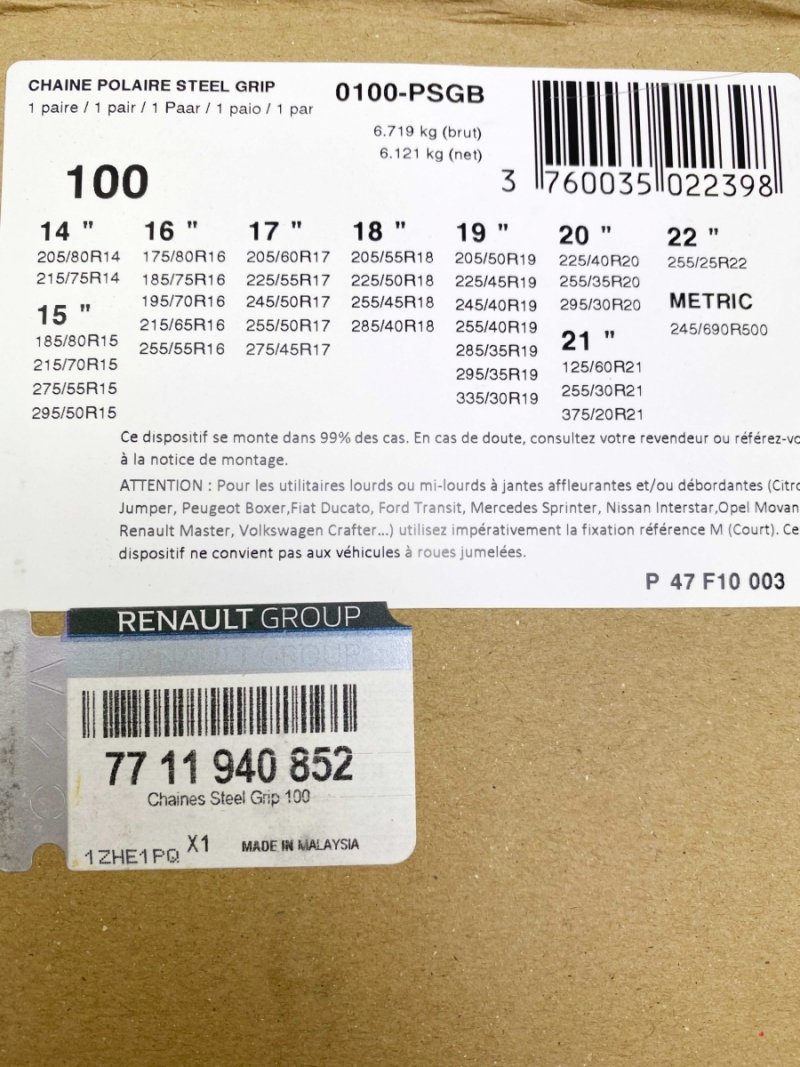 CHAINE POLAIRE STEEL GRIP
1 paire / 1 pair / 1 Paar / 1 paio / 1 par
0100-PSGB
6.719 kg (brut)
6.121 kg (net)
3 760035 022398
100
14 "
205/80R14
215/75R14
15 "
185/80R15
215/70R15
275/55R15
295/50R15
16 "
175/80R16
185/75R16
195/70R16
215/65R16
255/55R16
17 "
205/60R17
225/55R17
245/50R17
255/50R17
275/45R17
18 "
205/55R18
225/50R18
255/45R18
285/40R18
19 "
205/50R19
225/45R19
245/40R19
255/40R19
285/35R19
295/35R19
335/30R19
20 "
225/40R20
255/35R20
295/30R20
21 "
125/60R21
255/30R21
375/20R21
22 "
255/25R22
METRIC
245/690R500
Ce dispositif se monte dans 99% des cas. En cas de doute, consultez votre revendeur ou référez-vo
à la notice de montage.
ATTENTION : Pour les utilitaires lourds ou mi-lourds à jantes affleurantes et/ou débordantes (Citro
Jumper, Peugeot Boxer,Fiat Ducato, Ford Transit, Mercedes Sprinter, Nissan Interstar,Opel Movan
Renault Master, Volkswagen Crafter...) utilisez impérativement la fixation référence M (Court). Ce
dispositif ne convient pas aux véhicules à roues jumelées.
P 47 F10 003
RENAULT GROUP
RENAULT GROUP
77 11 940 852
Chaines Steel Grip 100
1ZHE1PQ X1 MADE IN MALAYSIA